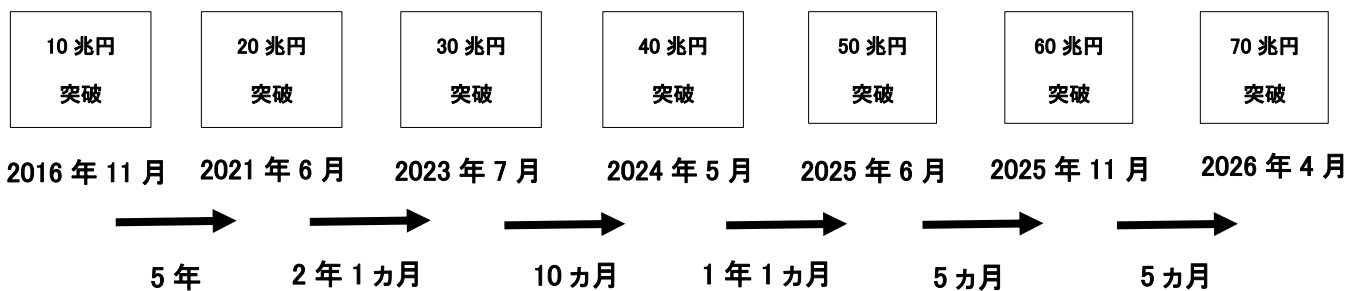 10 兆円
突破
20 兆円
突破
30 兆円
突破
40 兆円
突破
50 兆円
突破
60 兆円
突破
70 兆円
突破
2016 年 11 月
2021 年 6 月
2023 年 7 月
2024 年 5 月
2025 年 6 月
2025 年 11 月
2026 年 4 月
5 年
2 年 1 ヵ月
10 ヵ月
1 年 1 ヵ月
5 ヵ月
5 ヵ月